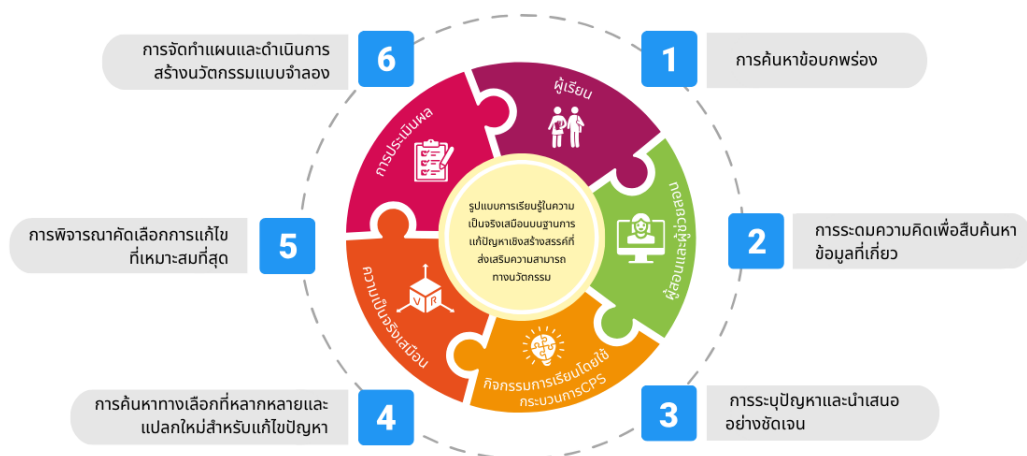 6
การจัดทำแผนและดำเนินการ
สร้างนวัตกรรมแบบจำลอง
1
การค้นหาข้อบกพร่อง
ผู้เรียน
การประเมินผล
ผู้สอนและผู้ช่วยสอน
รูปแบบการเรียนรู้ในความ
เป็นจริงเสมือนบนฐานการ
แก้ปัญหาเชิงสร้างสรรค์ที่
ส่งเสริมความสามารถ
ทางนวัตกรรม
5
การพิจารณาคัดเลือกการแก้ไข
ที่เหมาะสมที่สุด
2
การระดมความคิดเพื่อสืบค้นหา
ข้อมูลที่เกี่ยว
V R
ความเป็นจริงเสมือน
กิจกรรมการเรียนโดยใช้
กระบวนการCPS
4
การค้นหาทางเลือกที่หลากหลายและ
แปลกใหม่สำหรับแก้ไขปัญหา
3
การระบุปัญหาและนำเสนอ
อย่างชัดเจน